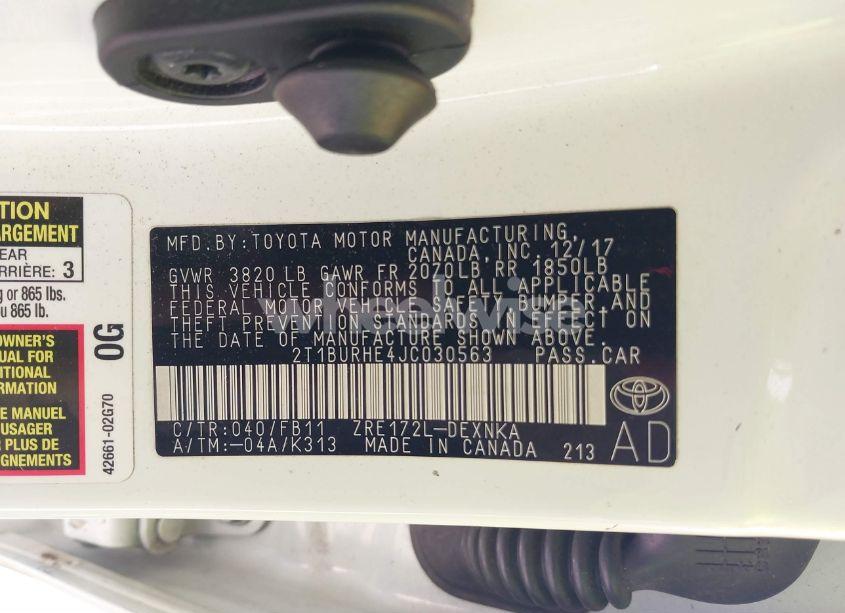 TION
ARGEMENT
EAR
ARRIÈRE: 3
g or 865 lbs.
u 865 lb.
OWNER'S
UAL FOR
ITIONAL
RMATION
LE MANUEL
USAGER
R PLUS DE
IGNEMENTS
0G
42661-02G70
MFD. BY: TOYOTA MOTOR MANUFACTURING,
CANADA, INC. 12/17
GVWR 3820 LB GAWR FR 2020LB RR 1850LB
THIS VEHICLE CONFORMS TO ALL APPLICABLE
FEDERAL MOTOR VEHICLE SAFETY, BUMPER, AND
THEFT PREVENTION STANDARDS IN EFFECT ON
THE DATE OF MANUFACTURE SHOWN ABOVE.
2T1BURHE4JC030563 PASS.CAR
C/TR:040/FB11 ZRE172L-DEXNKA
A/TM:-04A/K313 MADE IN CANADA 213
AD